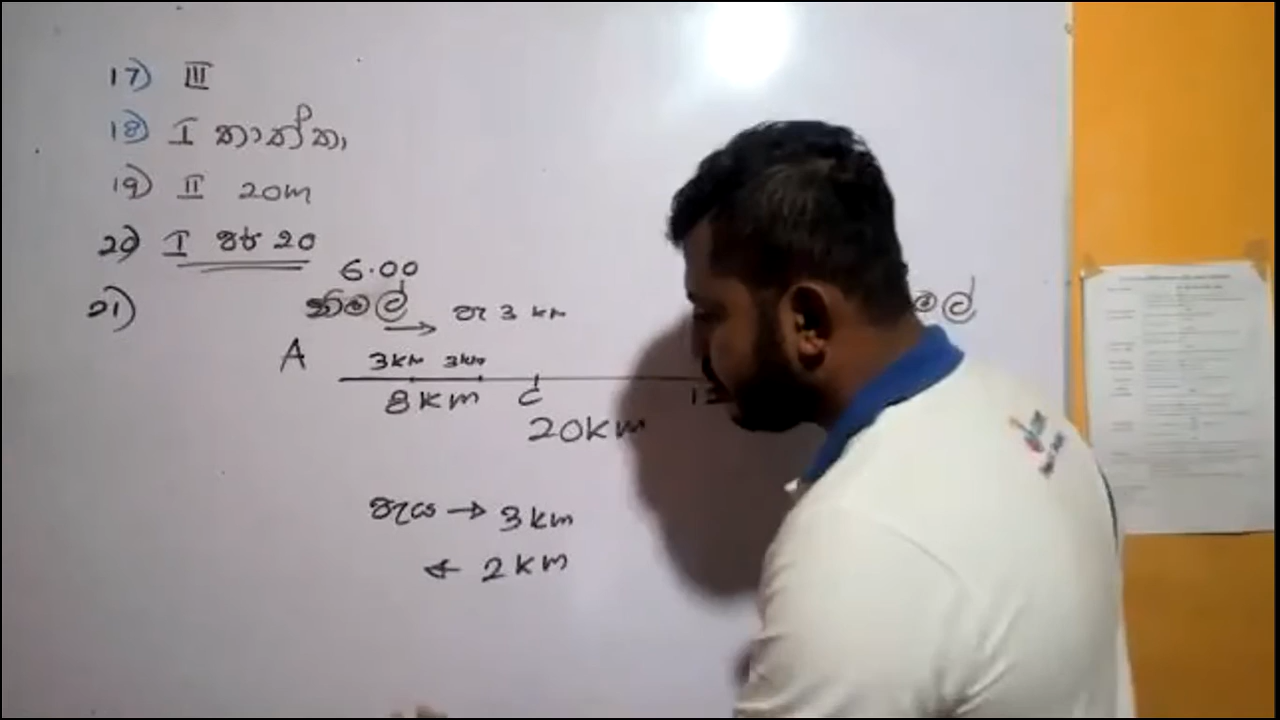 17) III
18) I තාත්තා
19) II 20m
20) I පැය 20
6.00
21) නිමල්
→ පැ 3 km
මල්
A 3km 3km
8km C
20km
පැය → 3km
← 2km